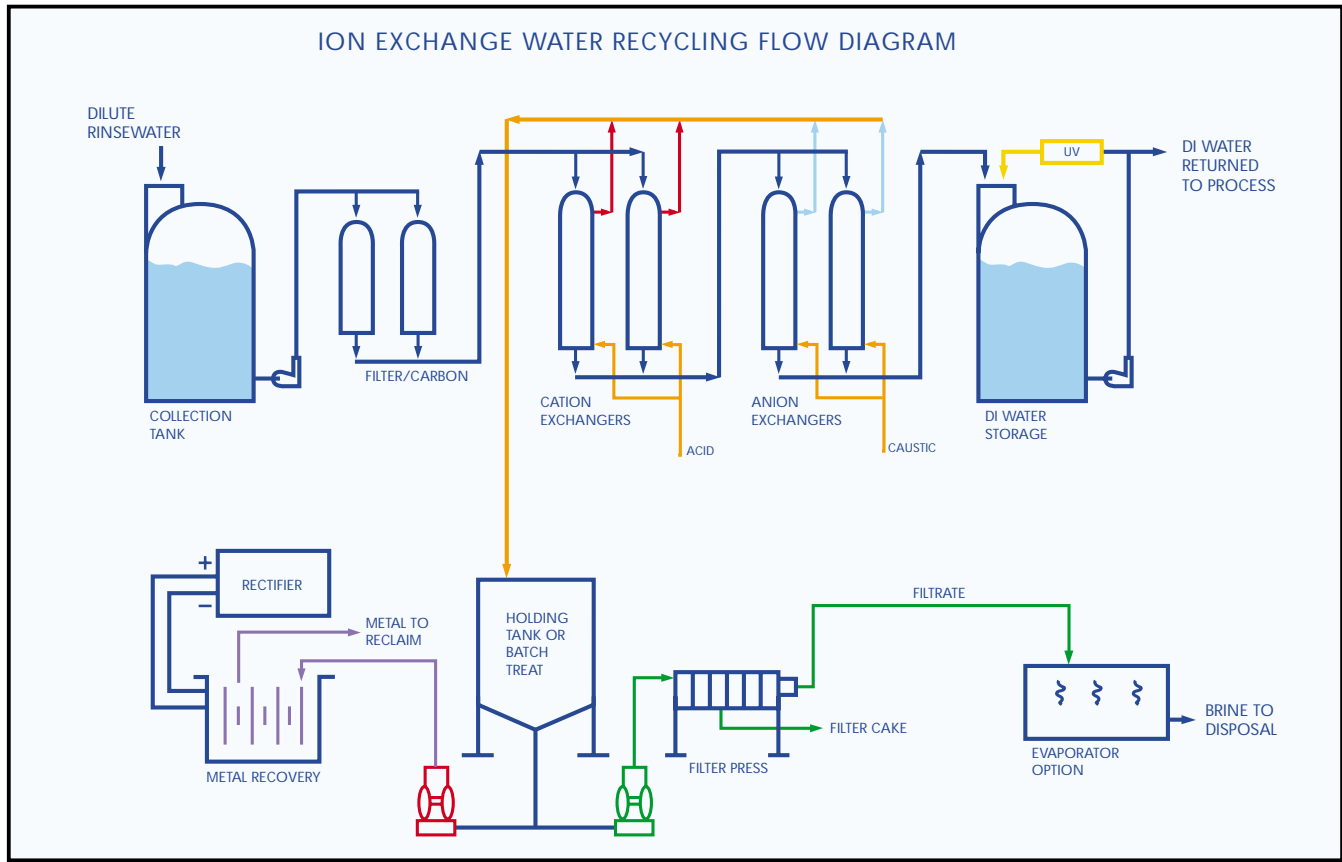 ION EXCHANGE WATER RECYCLING FLOW DIAGRAM
DILUTE
RINSEWATER
UV
DI WATER
RETURNED
TO PROCESS
FILTER/CARBON
COLLECTION
TANK
CATION
EXCHANGERS
ACID
ANION
EXCHANGERS
CAUSTIC
DI WATER
STORAGE
+
RECTIFIER
–
METAL TO
RECLAIM
METAL RECOVERY
HOLDING
TANK OR
BATCH
TREAT
FILTRATE
FILTER CAKE
FILTER PRESS
BRINE TO
DISPOSAL
EVAPORATOR
OPTION